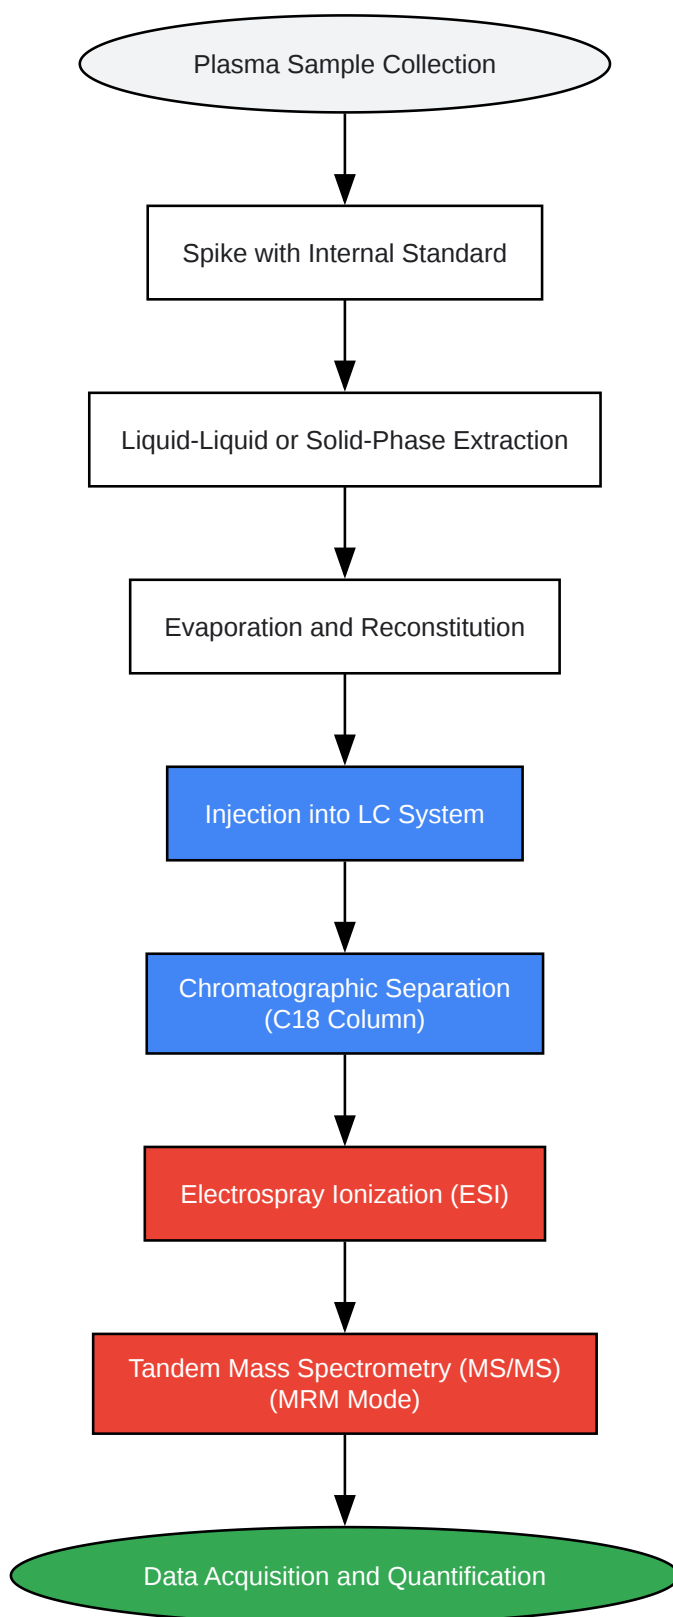 Plasma Sample Collection
Spike with Internal Standard
Liquid-Liquid or Solid-Phase Extraction
Evaporation and Reconstitution
Injection into LC System
Chromatographic Separation
(C18 Column)
Electrospray Ionization (ESI)
Tandem Mass Spectrometry (MS/MS)
(MRM Mode)
Data Acquisition and Quantification